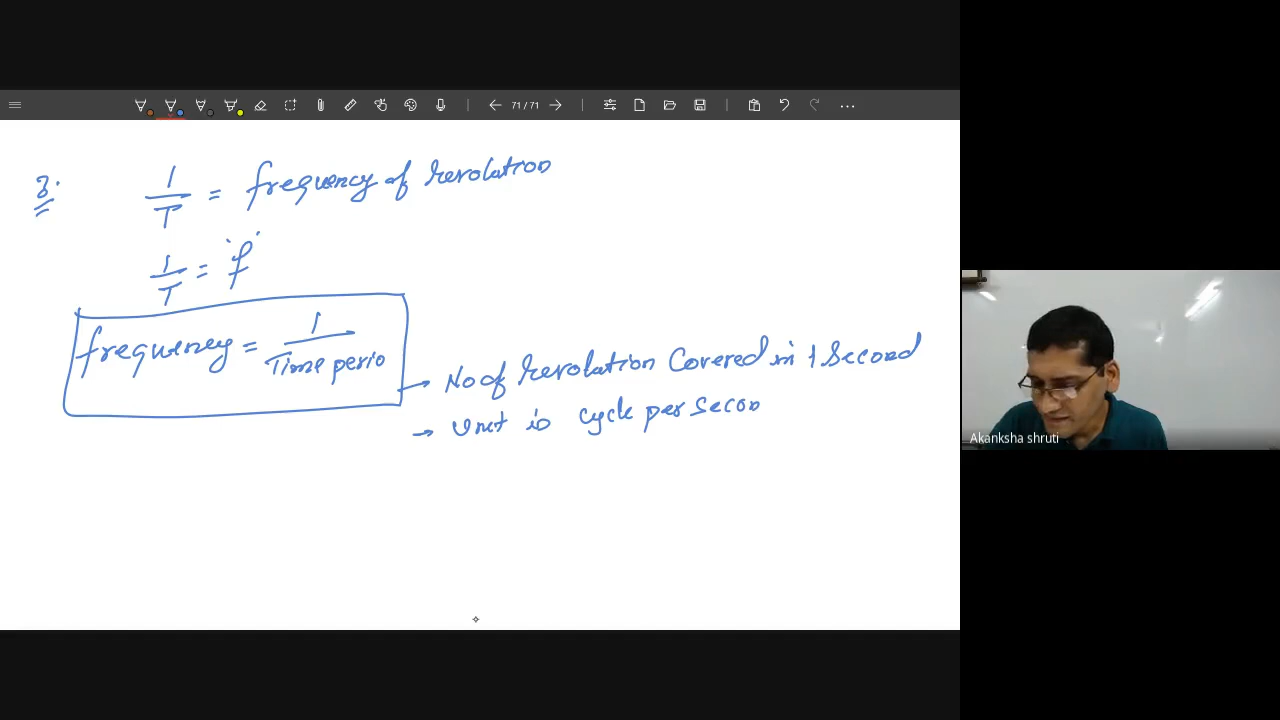 71 / 71
3.
1/T = frequency of revolution
1/T = 'f'
frequency = 1/Time perio
→ No of revolution Covered in 1 Second
→ Unit is cycle per Secon
Akanksha shruti